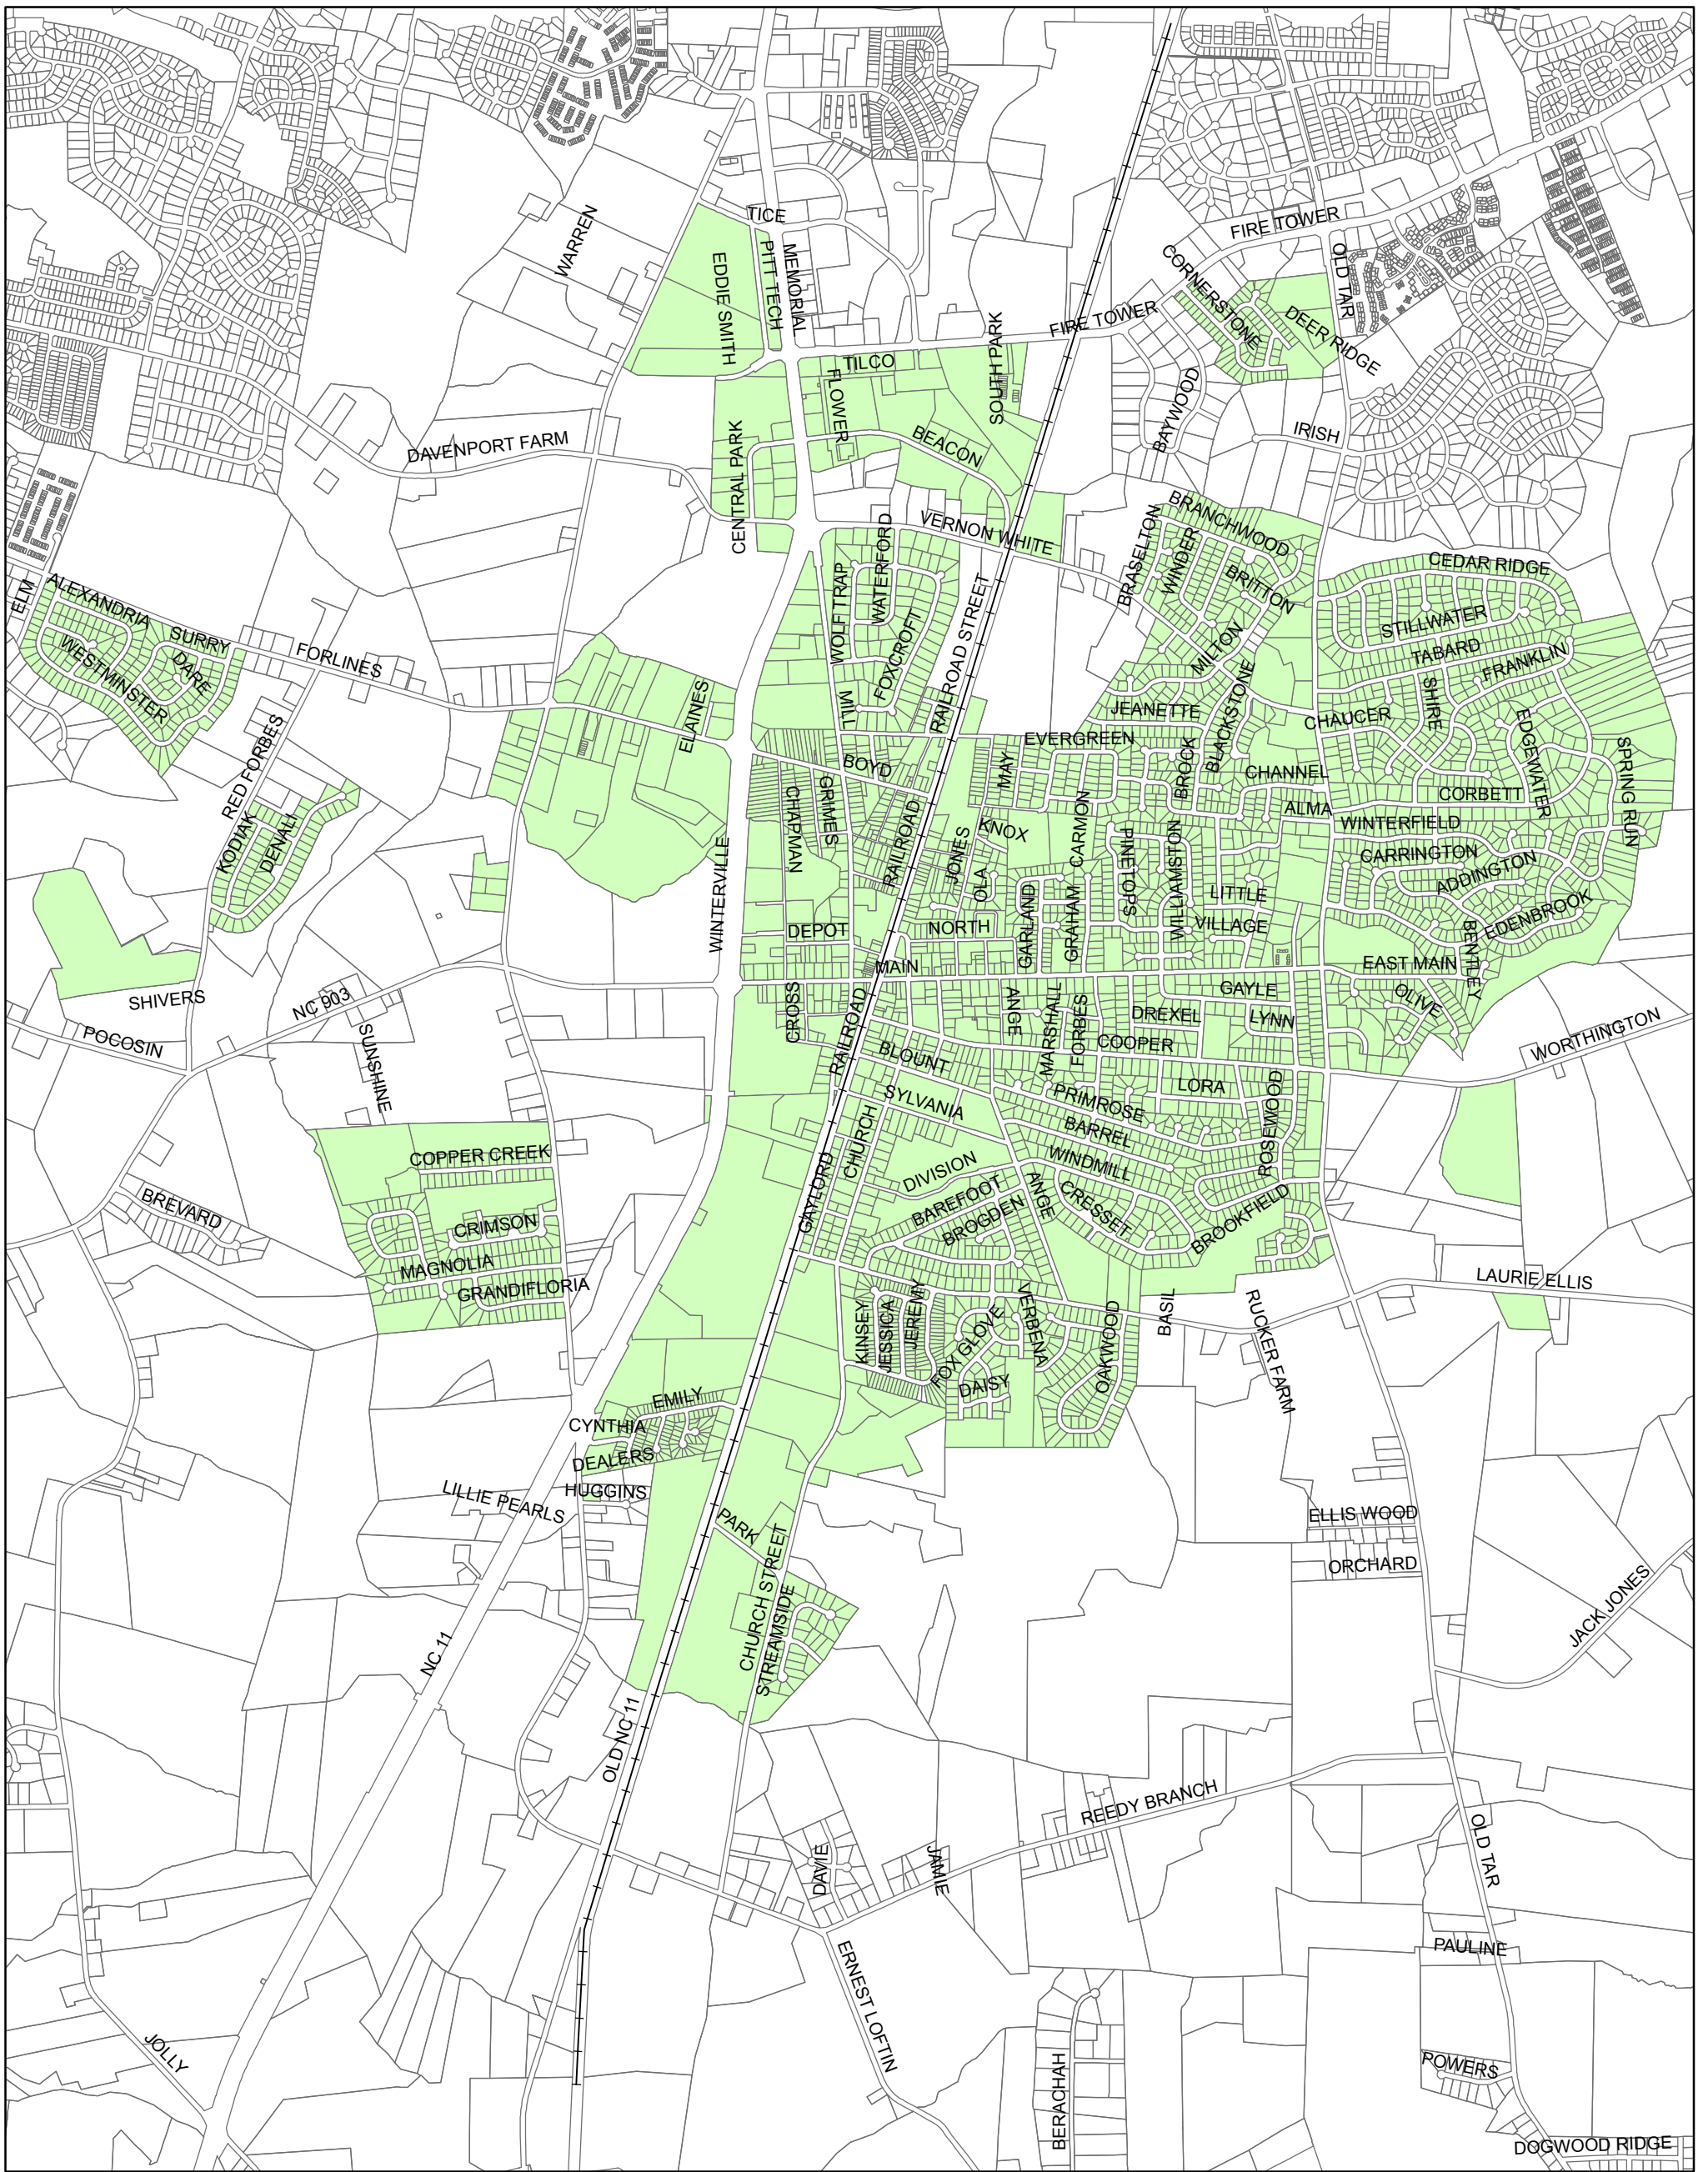 TICE
WARREN
EDDIE SMITH
PITT TECH
MEMORIAL
FIRE TOWER
OLD TAR
CORNERSTONE
DEER RIDGE
FIRE TOWER
SOUTH PARK
TILCO
FLOWER
BEACON
BAYWOOD
IRISH
DAVENPORT FARM
CENTRAL PARK
VERNON WHITE
BRANCHWOOD
BRASELTON
WINDER
BRITTON
CEDAR RIDGE
WATERFORD
WOLF TRAP
FOXCROFT
RAILROAD STREET
ELM
ALEXANDRIA
SURRY
WESTMINSTER
DARE
FORLINES
STILLWATER
TABARD
FRANKLIN
MILTON
SHIRE
RED FORBES
ELAINES
MILL
JEANETTE
BLACKSTONE
CHAUCER
EDGEWATER
SPRING RUN
EVERGREEN
BROCK
MAY
BOYD
CHANNEL
ALMA
CORBETT
KODIAK
DENALI
CHAPMAN
GRIMES
RAILROAD
KNOX
CARMON
PINETOPS
WILLIAMSTON
WINTERFIELD
CARRINGTON
ADDINGTON
WINTERVILLE
JONES
OLA
GARLAND
GRAHAM
LITTLE
VILLAGE
EDENBROOK
BENTLEY
DEPOT
NORTH
MAIN
EAST MAIN
SHIVERS
NC 903
CROSS
RAILROAD
ANGE
MARSHALL
FORBES
DREXEL
GAYLE
LYNN
OLIVE
WORTHINGTON
POCOSIN
SUNSHINE
COOPER
BLOUNT
SYLVANIA
PRIMROSE
LORA
ROSEWOOD
BARREL
CHURCH
COPPER CREEK
DIVISION
WINDMILL
GAYLORD
BAREFOOT
BROGDEN
ANGE
CRESSET
BROOKFIELD
BREVARD
CRIMSON
MAGNOLIA
GRANDIFLORIA
LAURIE ELLIS
KINSEY
JESSICA
JEREMY
FOX GLOVE
VERBENA
OAKWOOD
BASIL
RUCKER FARM
DAISY
EMILY
CYNTHIA
DEALERS
HUGGINS
LILLIE PEARLS
PARK
ELLIS WOOD
ORCHARD
CHURCH STREET
STREAMSIDE
JACK JONES
NC 11
OLD NC 11
REEDY BRANCH
DAVIE
JAMIE
OLD TAR
PAULINE
ERNEST LOFTIN
JOLLY
BERACHAH
POWERS
DOGWOOD RIDGE